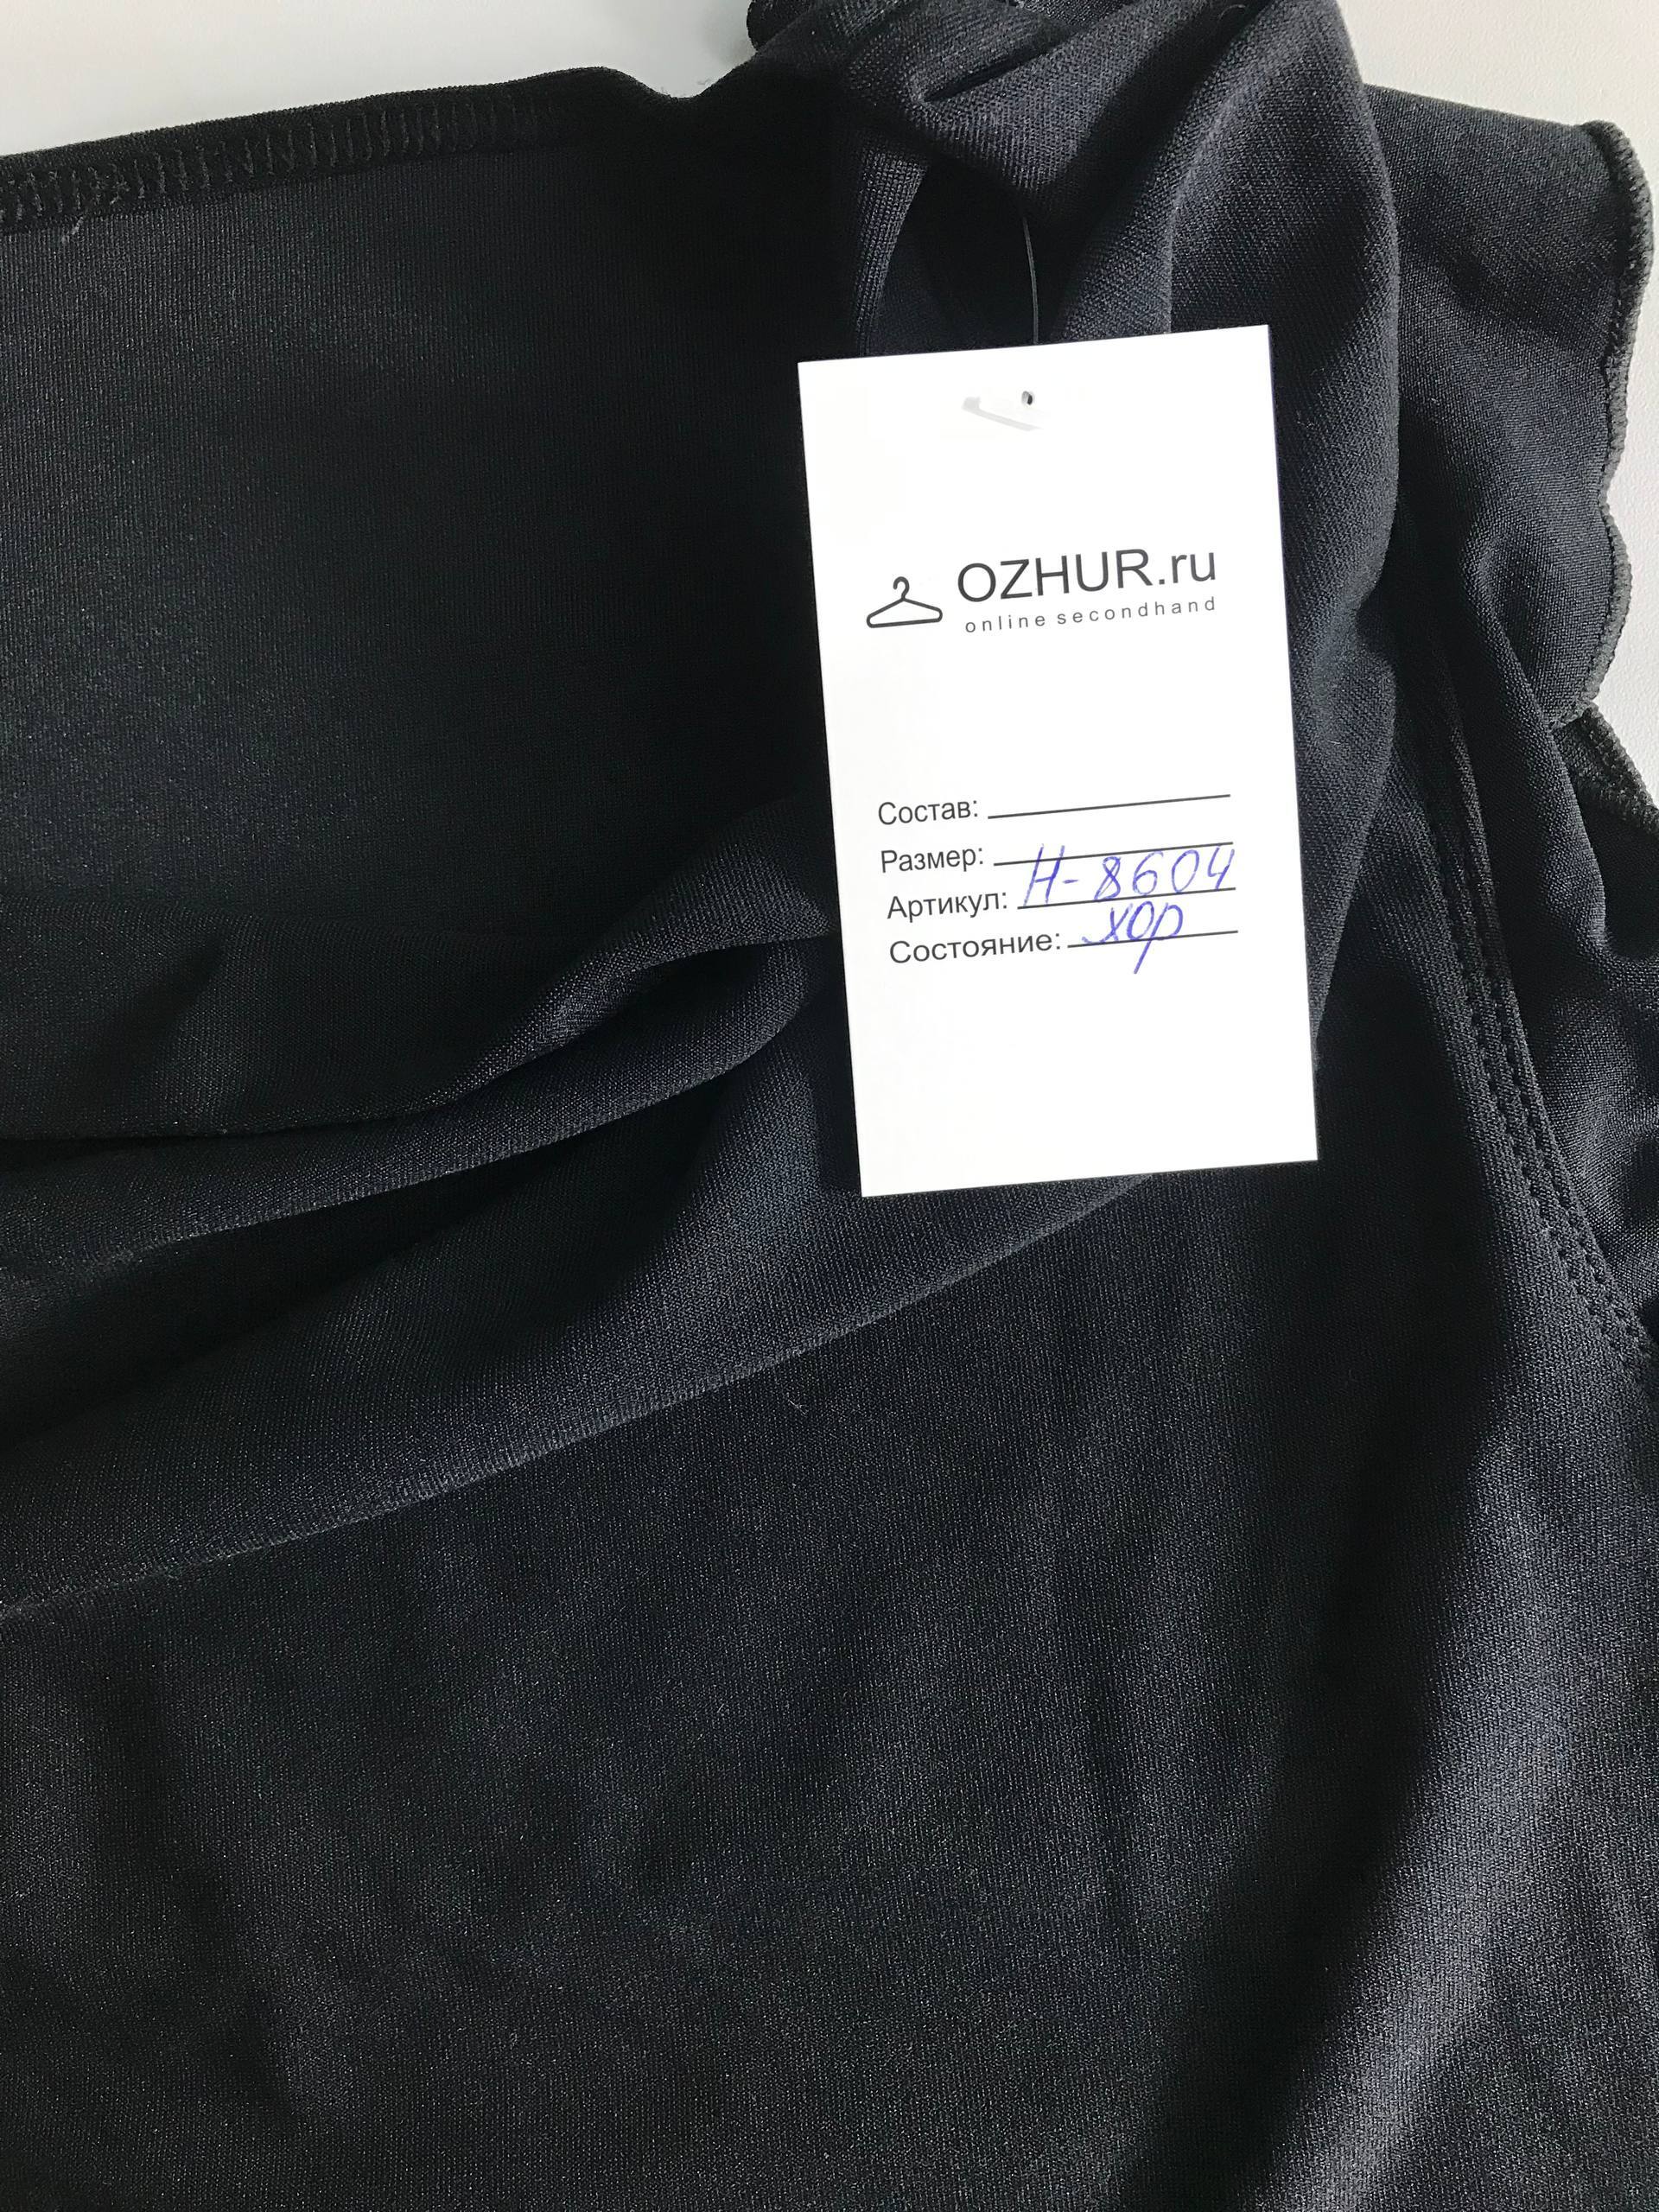 OZHUR.ru
online secondhand
Состав:
Размер:
Артикул: Н-8604
Состояние: хор